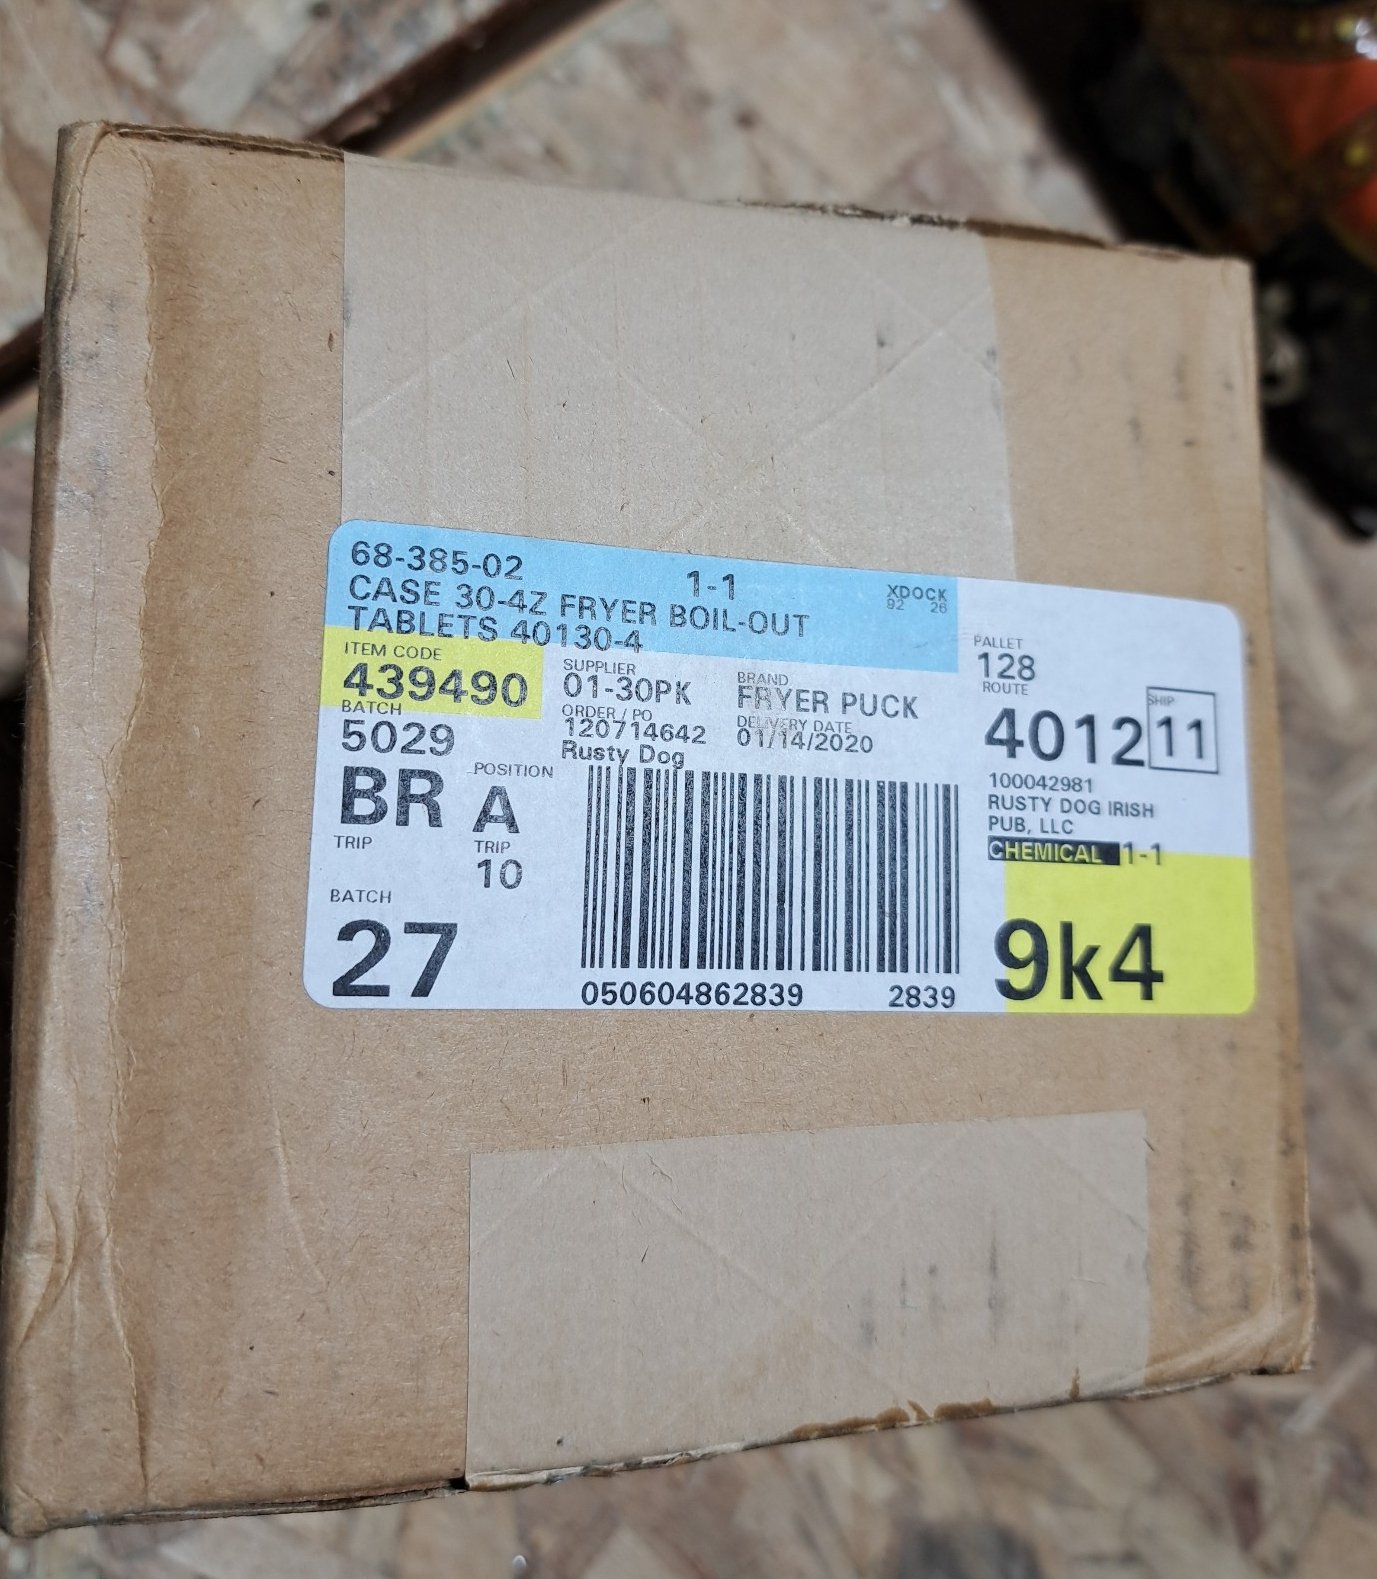 68-385-02 1-1 XDOCK
92 26
CASE 30-4Z FRYER BOIL-OUT
TABLETS 40130-4
ITEM CODE
439490
SUPPLIER
01-30PK
BRAND
FRYER PUCK
BATCH
5029
ORDER / PO
120714642
Rusty Dog
DELIVERY DATE
01/14/2020
BR
POSITION
A
TRIP
TRIP
10
BATCH
27
050604862839 2839
PALLET
128
ROUTE
4012
SHIP
11
100042981
RUSTY DOG IRISH
PUB, LLC
CHEMICAL 1-1
9k4